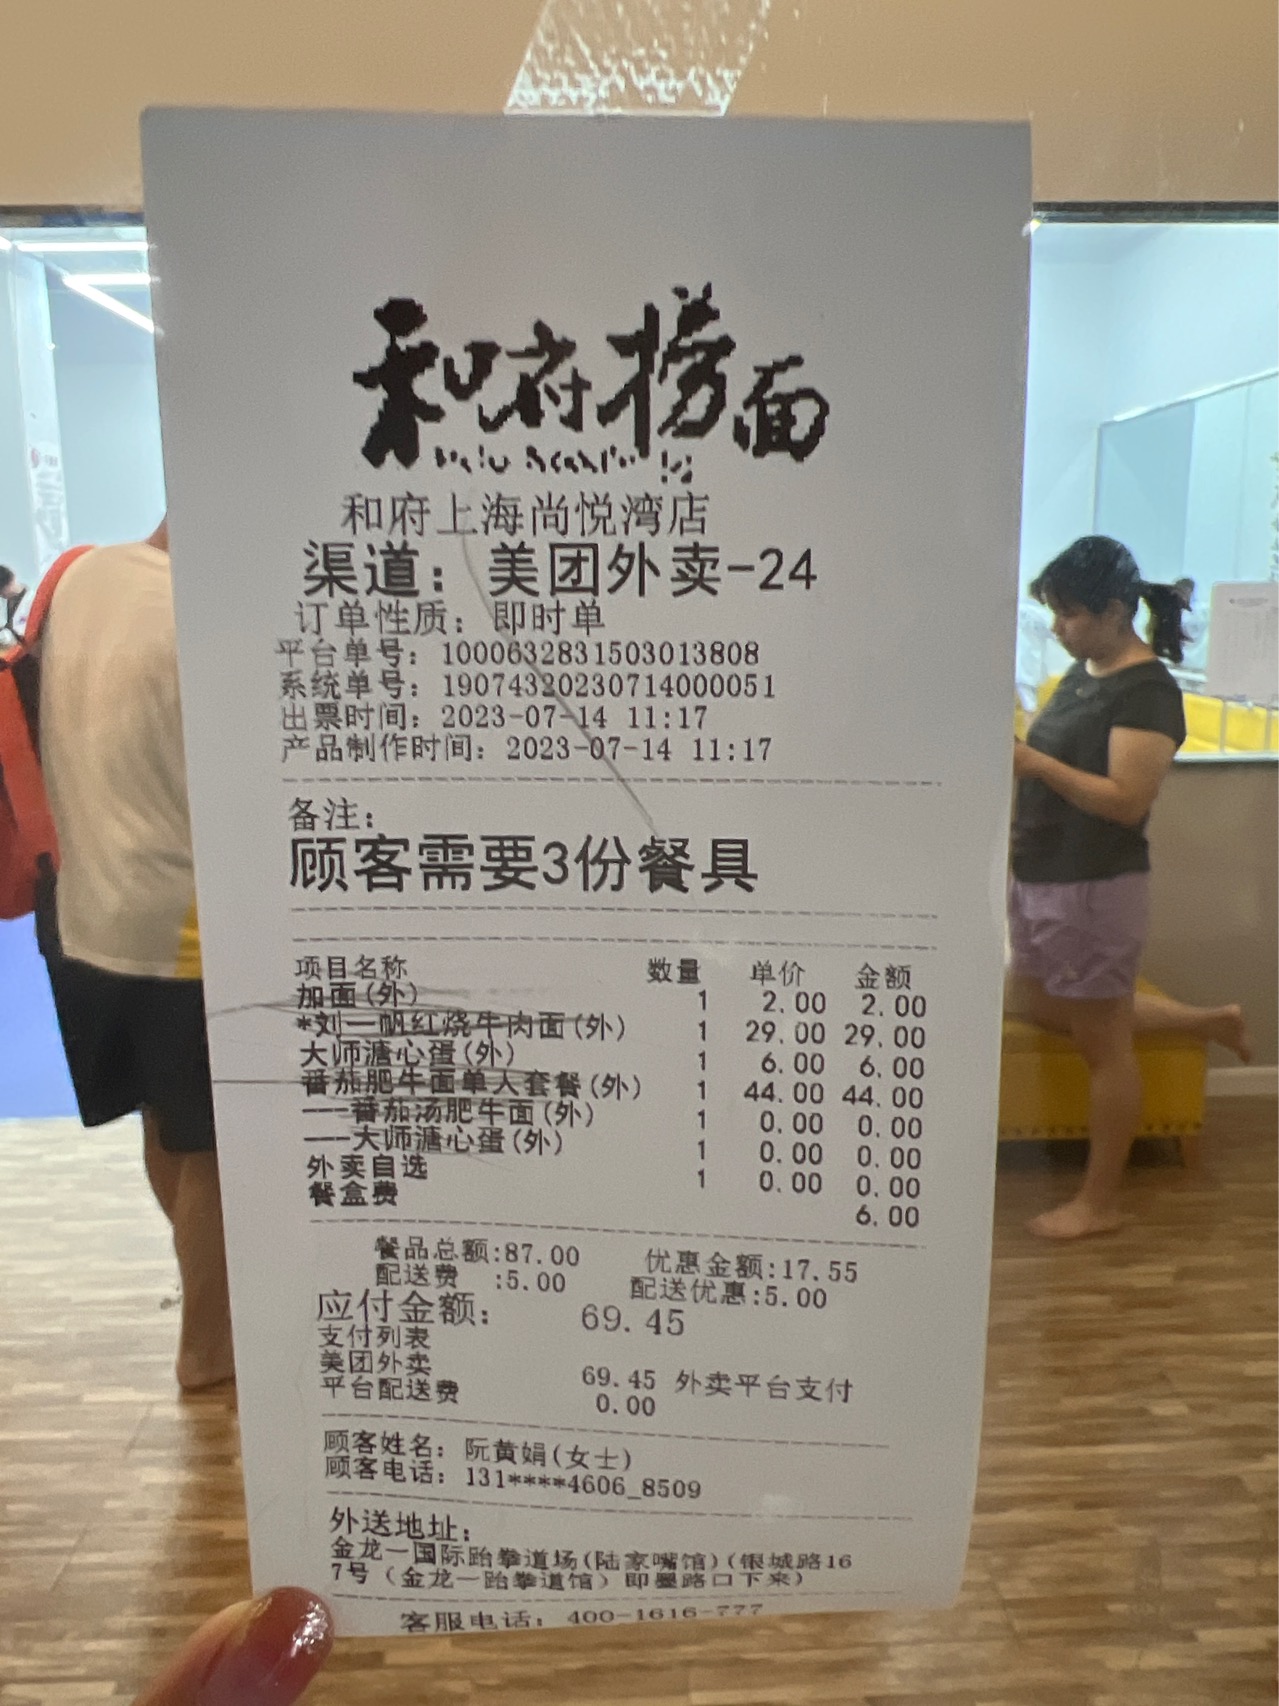 和府捞面
和府上海尚悦湾店
渠道：美团外卖-24
订单性质：即时单
平台单号：1000632831503013808
系统单号：19074320230714000051
出票时间：2023-07-14 11:17
产品制作时间：2023-07-14 11:17
备注：
顾客需要3份餐具
项目名称 数量 单价 金额
加面(外) 1 2.00 2.00
*刘一帆红烧牛肉面(外) 1 29.00 29.00
大师溏心蛋(外) 1 6.00 6.00
番茄肥牛面单人套餐(外) 1 44.00 44.00
---番茄汤肥牛面(外) 1 0.00 0.00
---大师溏心蛋(外) 1 0.00 0.00
外卖自选 1 0.00 0.00
餐盒费 6.00
餐品总额:87.00 优惠金额:17.55
配送费 :5.00 配送优惠:5.00
应付金额： 69.45
支付列表
美团外卖 69.45 外卖平台支付
平台配送费 0.00
顾客姓名：阮黄娟(女士)
顾客电话：131****4606_8509
外送地址：
金龙一国际跆拳道场(陆家嘴馆)(银城路16
7号（金龙一跆拳道馆）即墨路口下来)
客服电话：400-1616-777